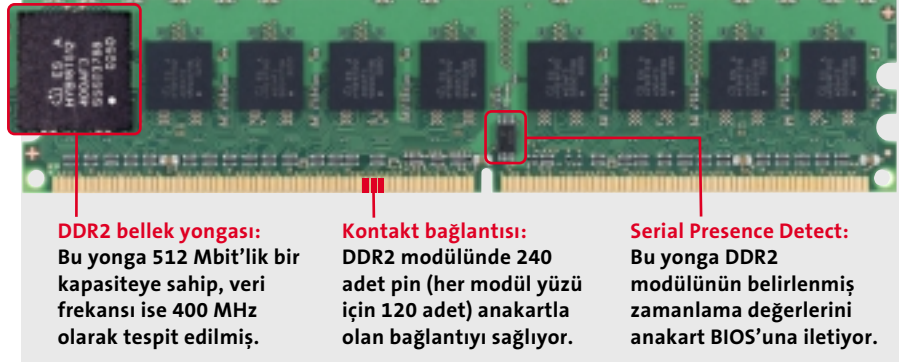 DDR2 bellek yongası:
Bu yonga 512 Mbit'lik bir
kapasiteye sahip, veri
frekansı ise 400 MHz
olarak tespit edilmiş.
Kontakt bağlantısı:
DDR2 modülünde 240
adet pin (her modül yüzü
için 120 adet) anakartla
olan bağlantıyı sağlıyor.
Serial Presence Detect:
Bu yonga DDR2
modülünün belirlenmiş
zamanlama değerlerini
anakart BIOS'una iletiyor.